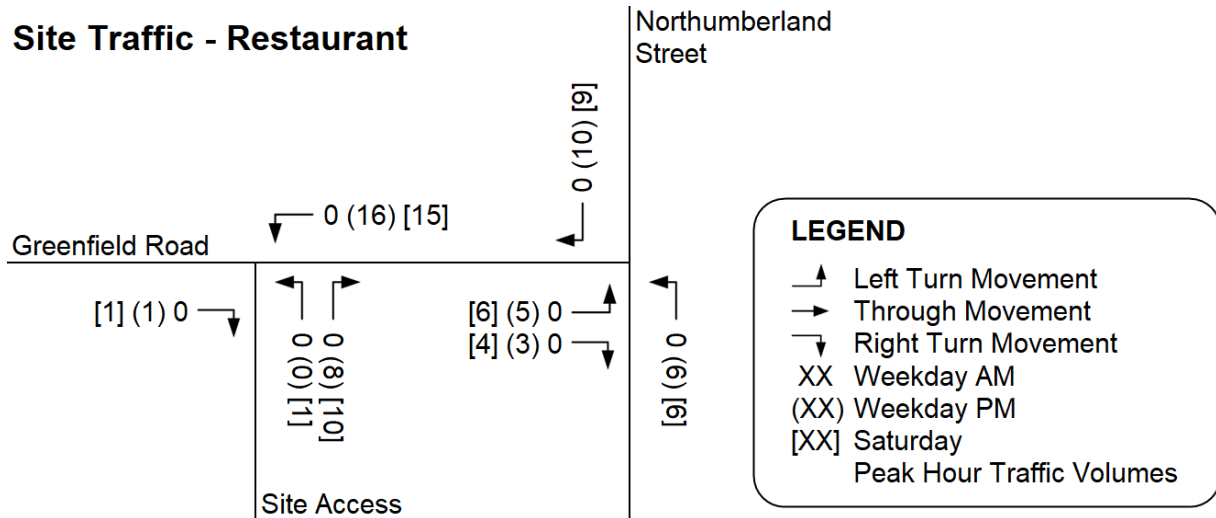 Site Traffic - Restaurant
Northumberland
Street
0 (10) [9]
0 (16) [15]
Greenfield Road
[1] (1) 0
0 (0) [1]
0 (8) [10]
[6] (5) 0
[4] (3) 0
0 (6) [6]
Site Access
LEGEND
Left Turn Movement
Through Movement
Right Turn Movement
XX Weekday AM
(XX) Weekday PM
[XX] Saturday
Peak Hour Traffic Volumes